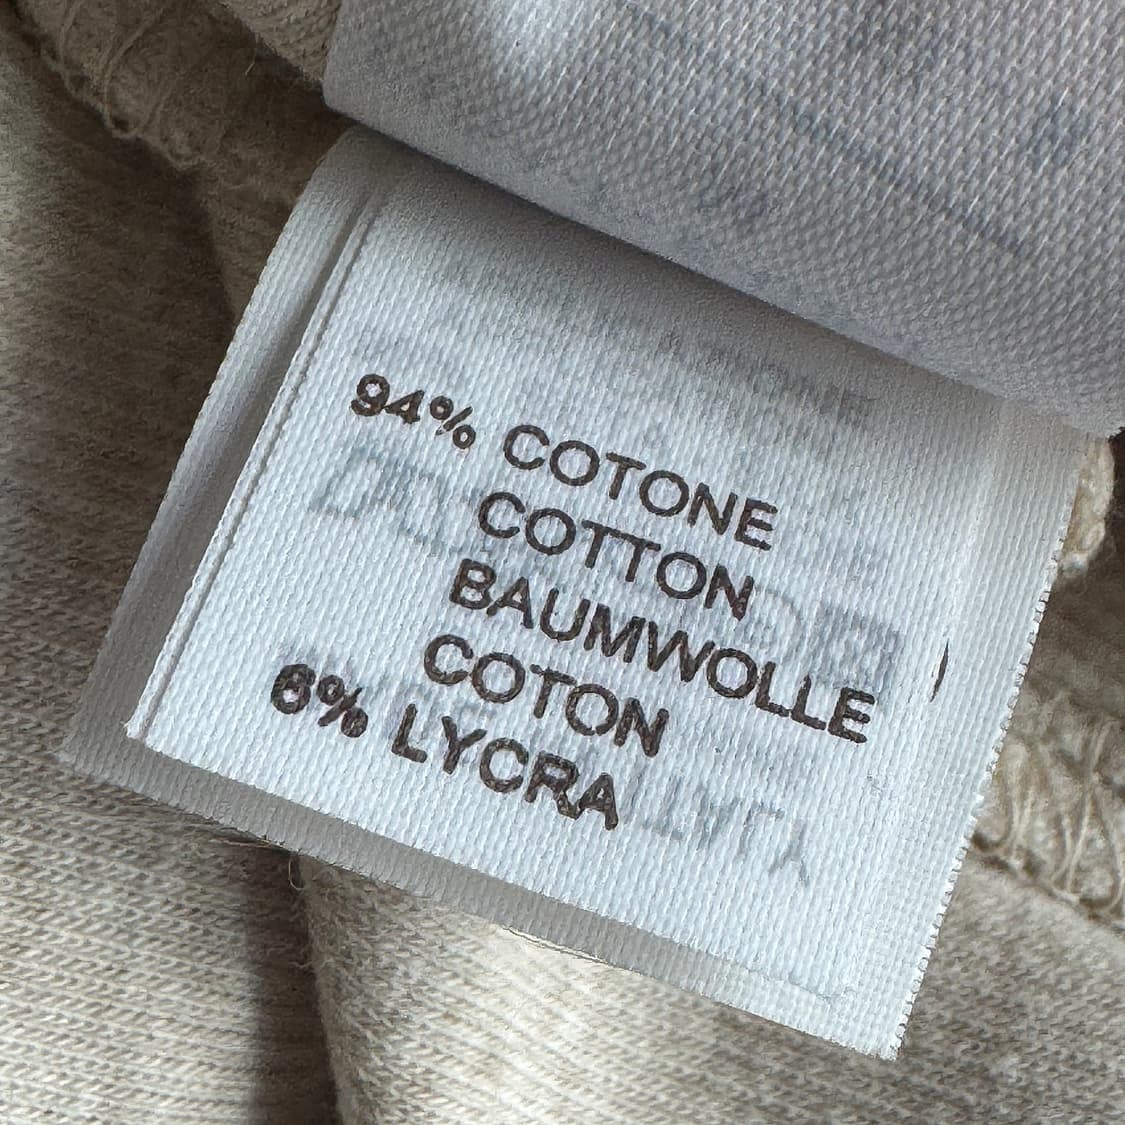 94% COTONE
COTTON
BAUMWOLLE
COTON
6% LYCRA